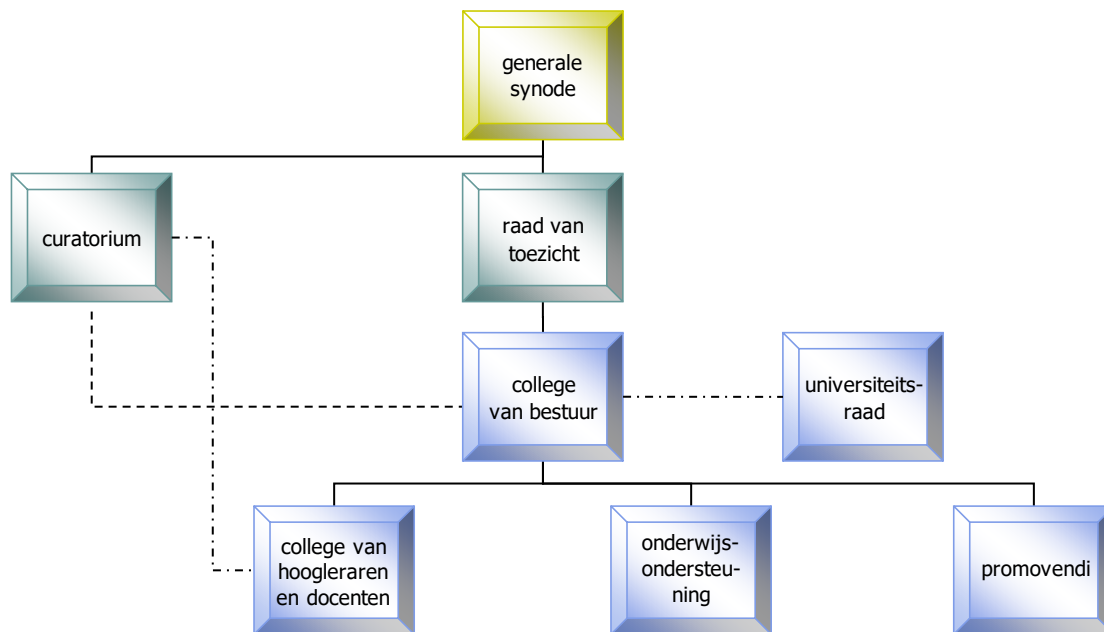 generale
synode
curatorium
raad van
toezicht
college
van bestuur
universiteits-
raad
college van
hoogleraren
en docenten
onderwijs-
ondersteu-
ning
promovendi